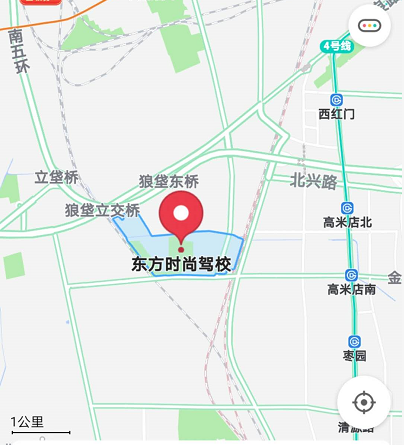 南五环
4号线
西红门
立垡桥
狼垡东桥
北兴路
狼垡立交桥
高米店北
东方时尚驾校
高米店南
金
枣园
1公里